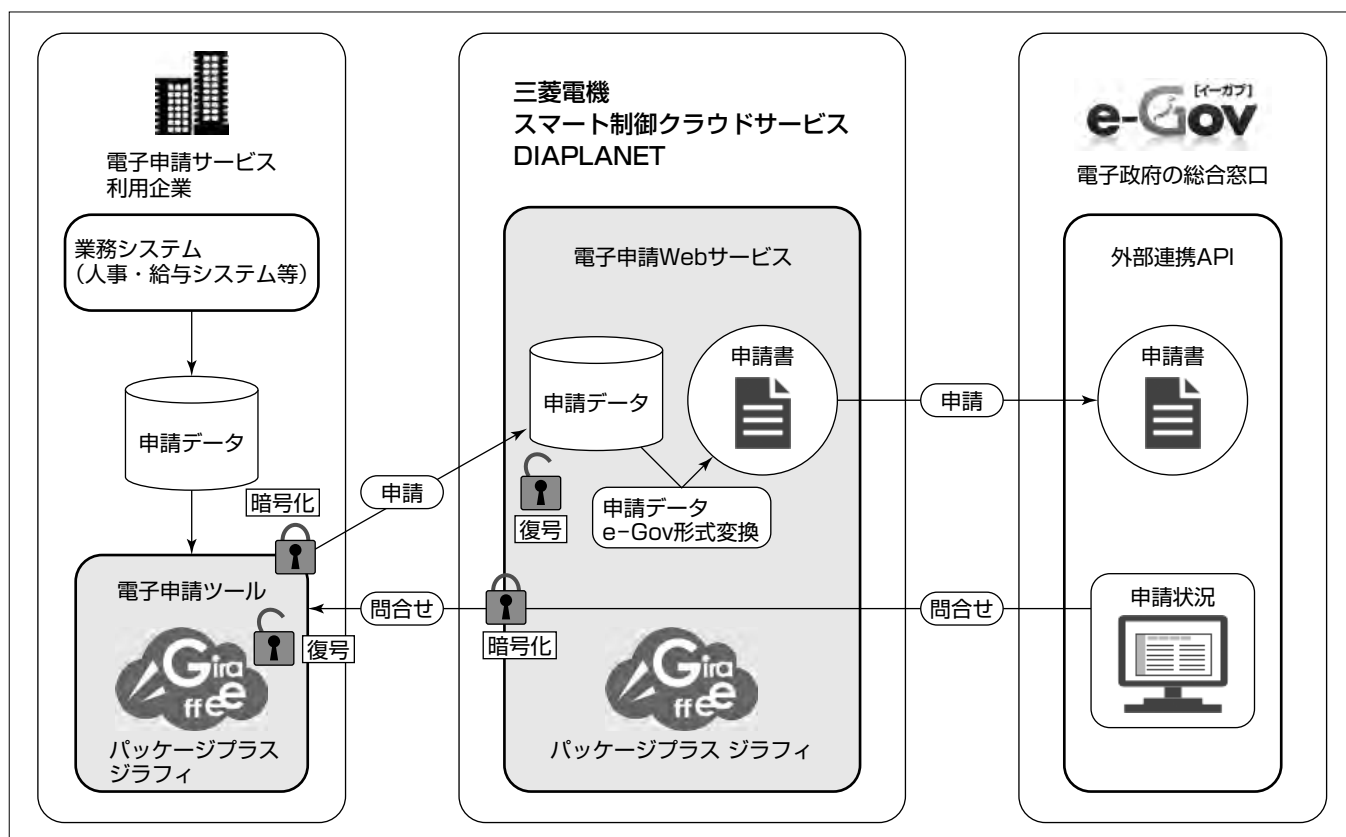 電子申請サービス
利用企業
業務システム
(人事・給与システム等)
申請データ
暗号化
電子申請ツール
復号
Giraffee
パッケージプラス
ジラフィ
申請
問合せ
三菱電機
スマート制御クラウドサービス
DIAPLANET
電子申請Webサービス
申請データ
復号
申請書
申請データ
e-Gov形式変換
暗号化
Giraffee
パッケージプラス ジラフィ
申請
問合せ
[イーガブ]
e-Gov
電子政府の総合窓口
外部連携API
申請書
申請状況